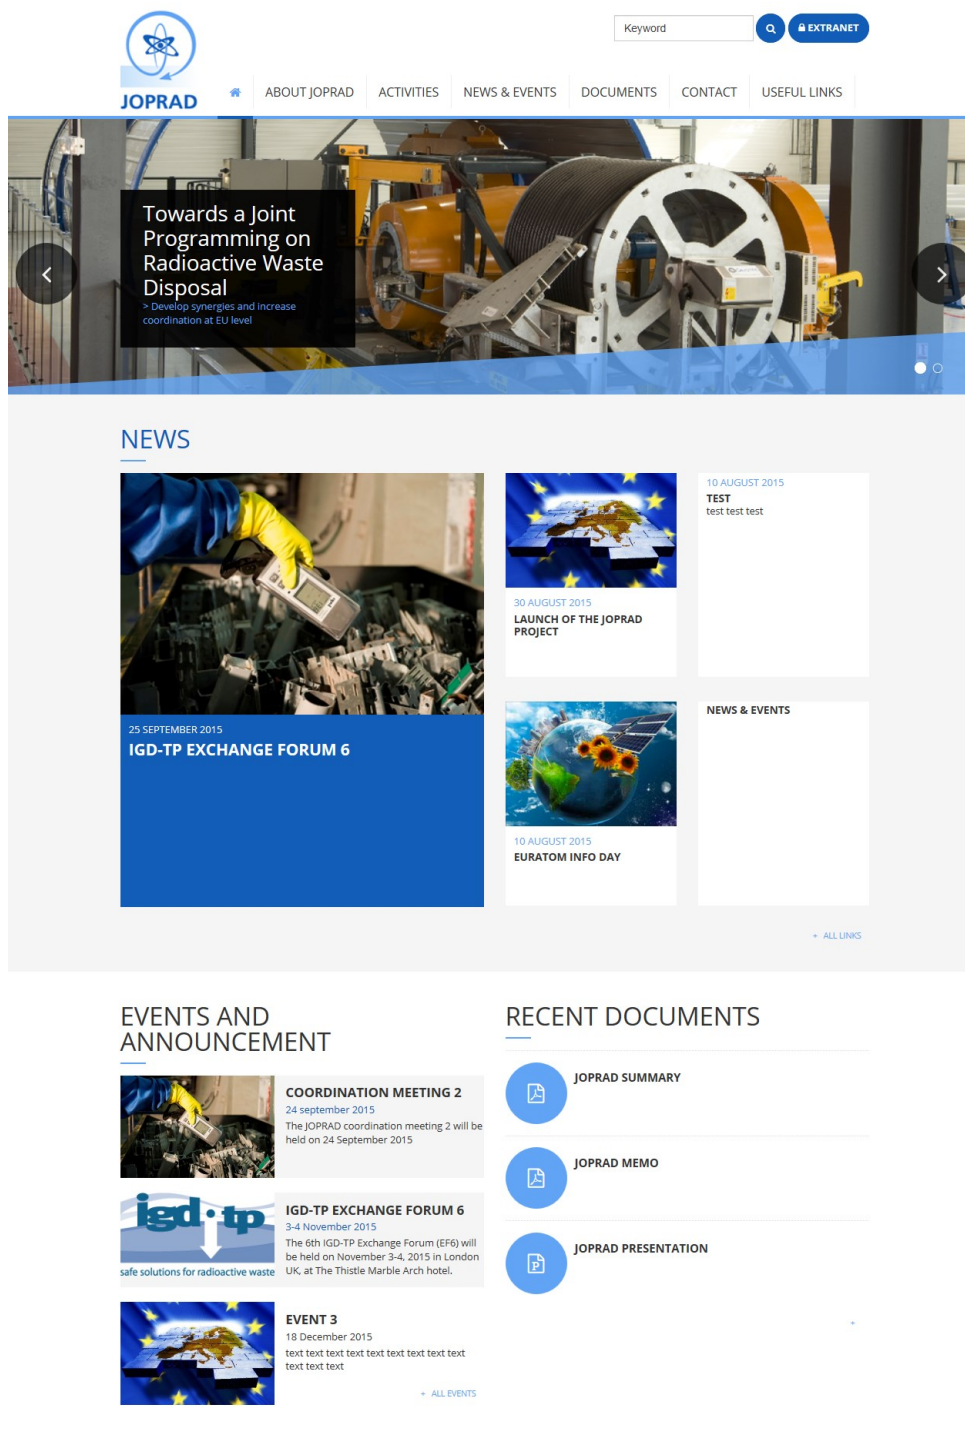 Keyword
EXTRANET
JOPRAD
ABOUT JOPRAD
ACTIVITIES
NEWS & EVENTS
DOCUMENTS
CONTACT
USEFUL LINKS
Towards a Joint
Programming on
Radioactive Waste
Disposal
> Develop synergies and increase
coordination at EU level
NEWS
25 SEPTEMBER 2015
IGD-TP EXCHANGE FORUM 6
30 AUGUST 2015
LAUNCH OF THE JOPRAD
PROJECT
10 AUGUST 2015
TEST
test test test
10 AUGUST 2015
EURATOM INFO DAY
NEWS & EVENTS
+ ALL LINKS
EVENTS AND
ANNOUNCEMENT
COORDINATION MEETING 2
24 september 2015
The JOPRAD coordination meeting 2 will be
held on 24 September 2015
igd·tp
safe solutions for radioactive waste
IGD-TP EXCHANGE FORUM 6
3-4 November 2015
The 6th IGD-TP Exchange Forum (EF6) will
be held on November 3-4, 2015 in London
UK, at The Thistle Marble Arch hotel.
EVENT 3
18 December 2015
text text text text text text text text text
text text text
+ ALL EVENTS
RECENT DOCUMENTS
JOPRAD SUMMARY
JOPRAD MEMO
P
JOPRAD PRESENTATION
+